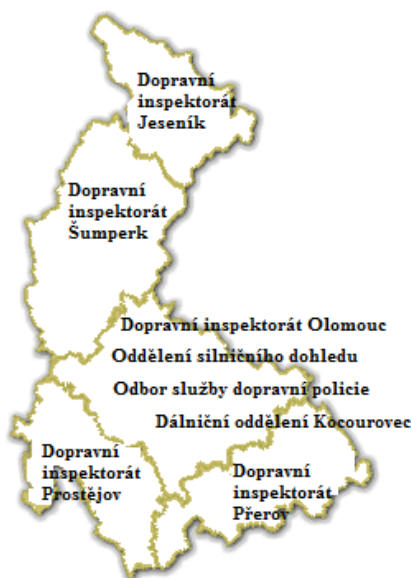 Dopravní
inspektorát
Jeseník
Dopravní
inspektorát
Šumperk
Dopravní inspektorát Olomouc
Oddělení silničního dohledu
Odbor služby dopravní policie
Dálniční oddělení Kocourovec
Dopravní
inspektorát
Prostějov
Dopravní
inspektorát
Přerov